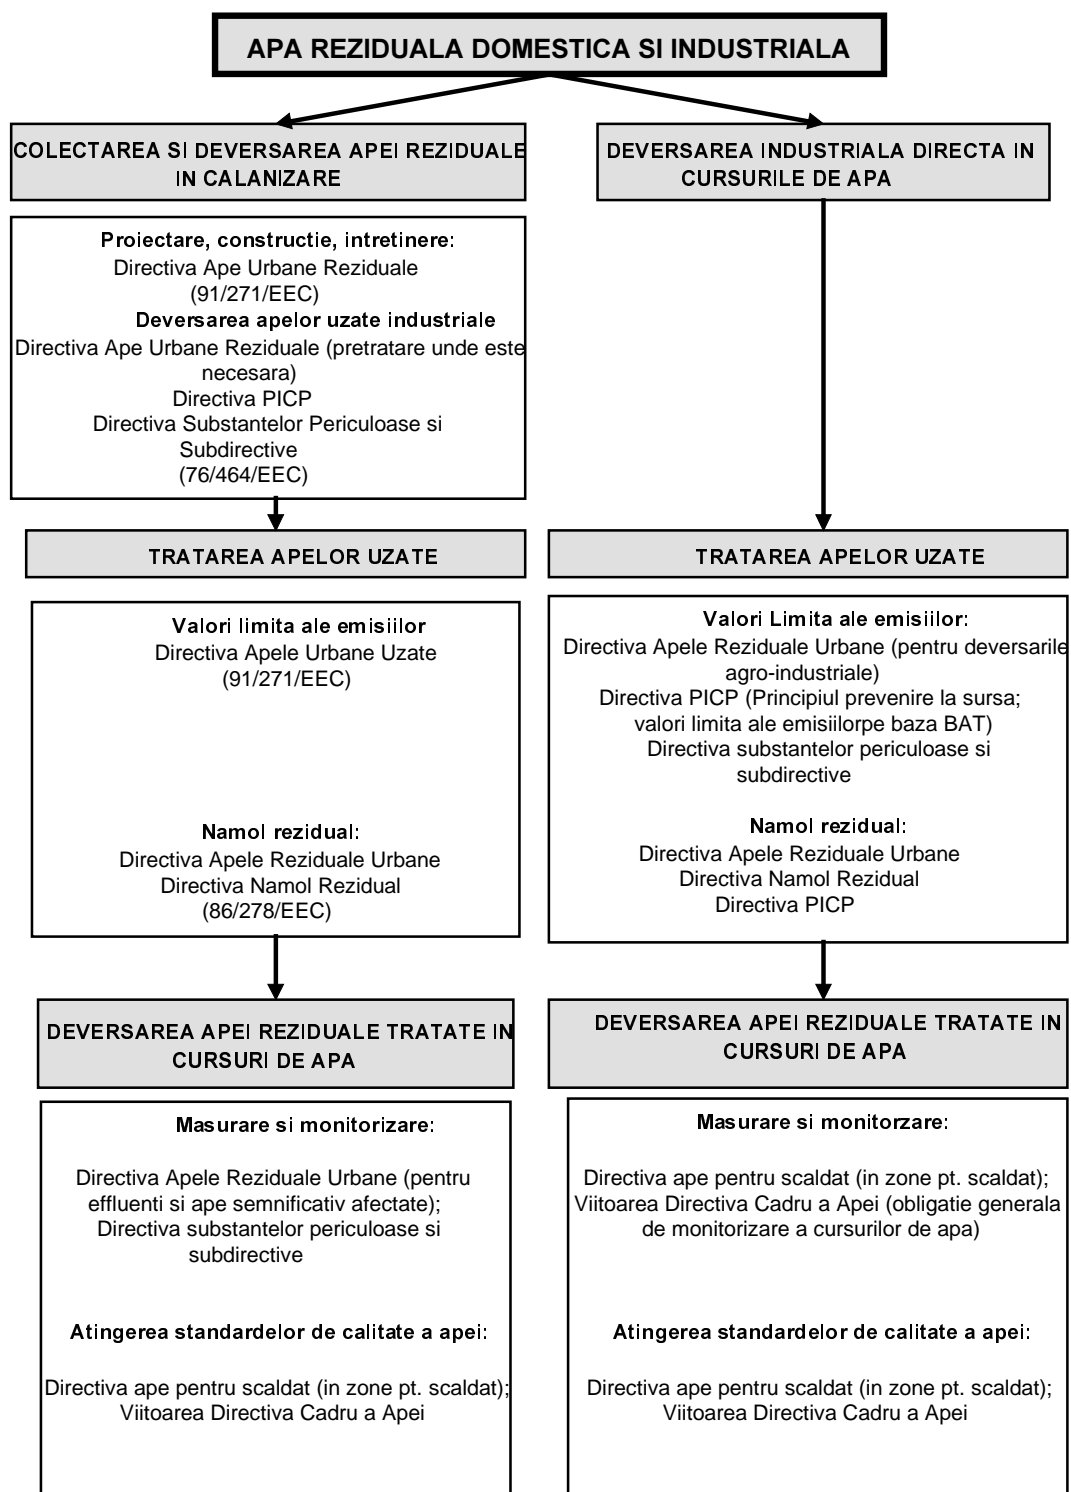 APA REZIDUALA DOMESTICA SI INDUSTRIALA
COLECTAREA SI DEVERSAREA APEI REZIDUALE
IN CALANIZARE
DEVERSAREA INDUSTRIALA DIRECTA IN
CURSURILE DE APA
Proiectare, constructie, intretinere:
Directiva Ape Urbane Reziduale
(91/271/EEC)
Deversarea apelor uzate industriale
Directiva Ape Urbane Reziduale (pretratare unde este
necesara)
Directiva PICP
Directiva Substantelor Periculoase si
Subdirective
(76/464/EEC)
TRATAREA APELOR UZATE
TRATAREA APELOR UZATE
Valori limita ale emisiilor
Directiva Apele Urbane Uzate
(91/271/EEC)
Namol rezidual:
Directiva Apele Reziduale Urbane
Directiva Namol Rezidual
(86/278/EEC)
Valori Limita ale emisiilor:
Directiva Apele Reziduale Urbane (pentru deversarile
agro-industriale)
Directiva PICP (Principiul prevenire la sursa;
valori limita ale emisiilorpe baza BAT)
Directiva substantelor periculoase si
subdirective
Namol rezidual:
Directiva Apele Reziduale Urbane
Directiva Namol Rezidual
Directiva PICP
DEVERSAREA APEI REZIDUALE TRATATE IN
CURSURI DE APA
DEVERSAREA APEI REZIDUALE TRATATE IN
CURSURI DE APA
Masurare si monitorizare:
Directiva Apele Reziduale Urbane (pentru
effluenti si ape semnificativ afectate);
Directiva substantelor periculoase si
subdirective
Atingerea standardelor de calitate a apei:
Directiva ape pentru scaldat (in zone pt. scaldat);
Viitoarea Directiva Cadru a Apei
Masurare si monitorzare:
Directiva ape pentru scaldat (in zone pt. scaldat);
Viitoarea Directiva Cadru a Apei (obligatie generala
de monitorizare a cursurilor de apa)
Atingerea standardelor de calitate a apei:
Directiva ape pentru scaldat (in zone pt. scaldat);
Viitoarea Directiva Cadru a Apei